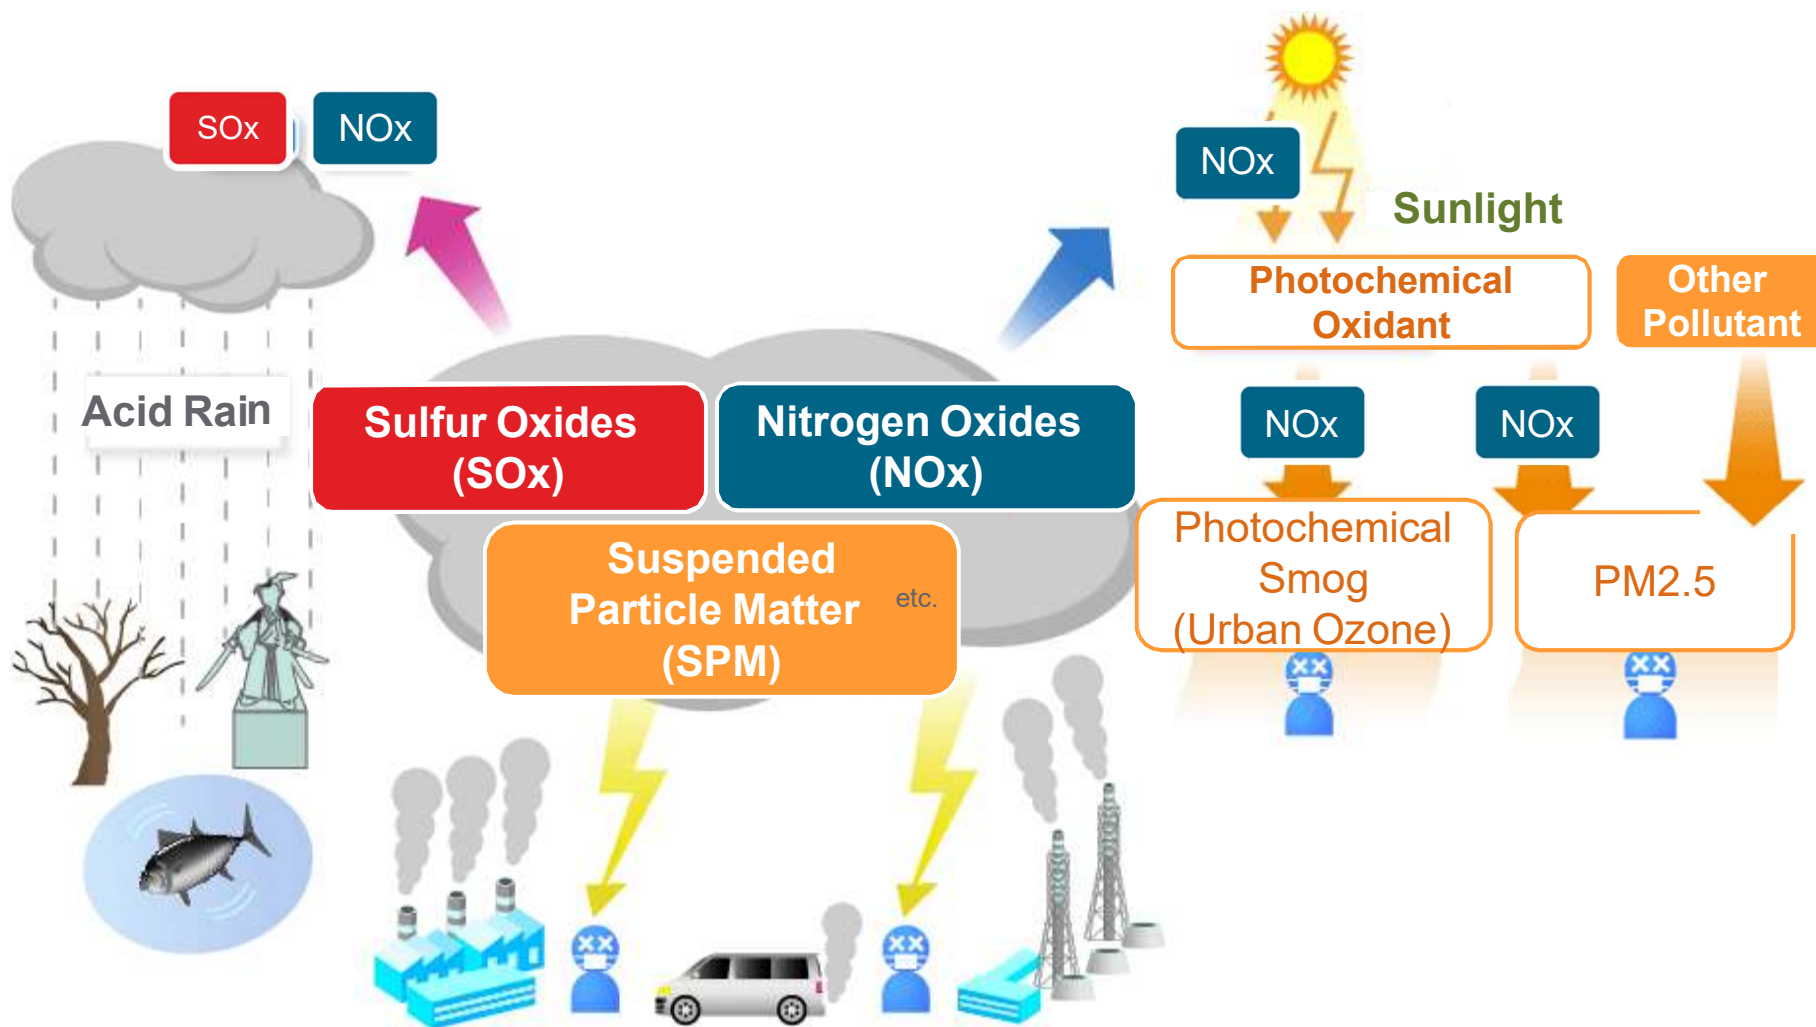 SOx
NOx
NOx
Sunlight
Photochemical
Oxidant
Other
Pollutant
Acid Rain
Sulfur Oxides
(SOx)
Nitrogen Oxides
(NOx)
NOx
NOx
Suspended
Particle Matter
(SPM)
etc.
Photochemical
Smog
(Urban Ozone)
PM2.5